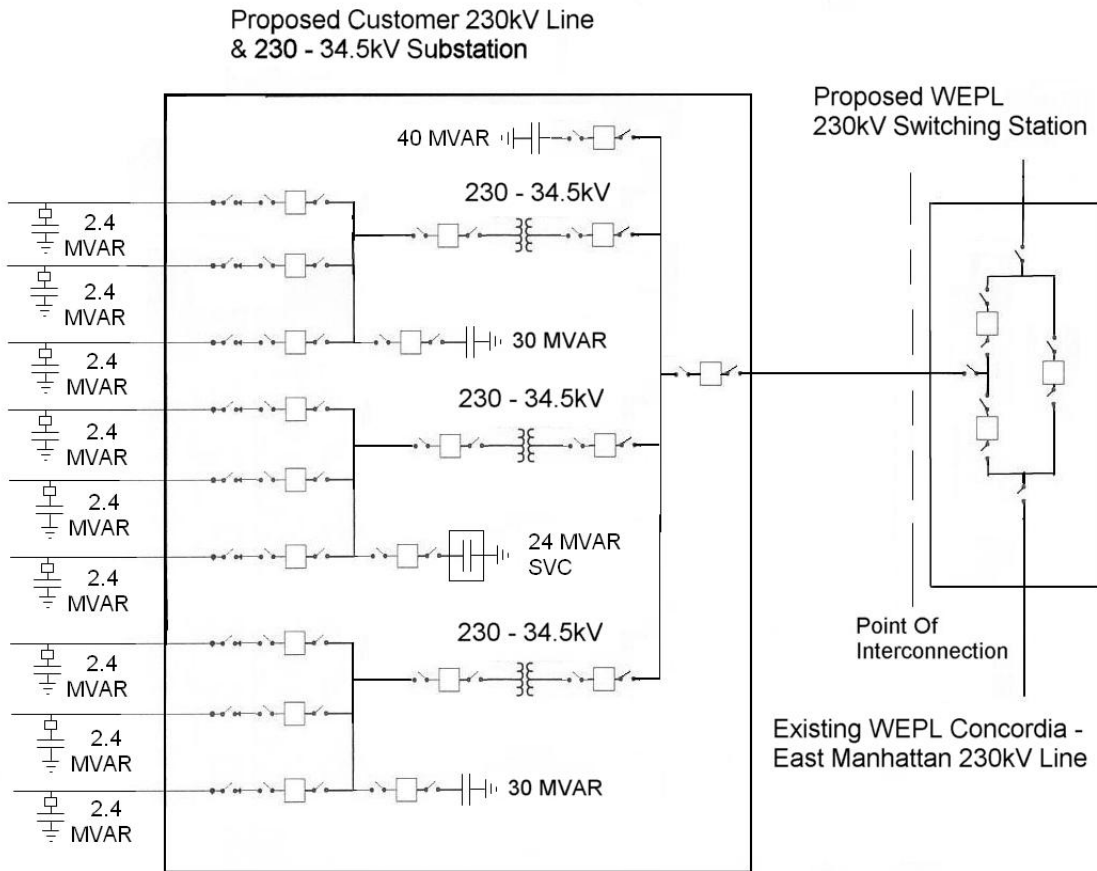 Proposed Customer 230kV Line
& 230 - 34.5kV Substation
Proposed WEPL
230kV Switching Station
40 MVAR
230 - 34.5kV
2.4
MVAR
2.4
MVAR
2.4
MVAR
30 MVAR
230 - 34.5kV
2.4
MVAR
2.4
MVAR
2.4
MVAR
24 MVAR
SVC
230 - 34.5kV
2.4
MVAR
2.4
MVAR
2.4
MVAR
30 MVAR
Point Of
Interconnection
Existing WEPL Concordia -
East Manhattan 230kV Line